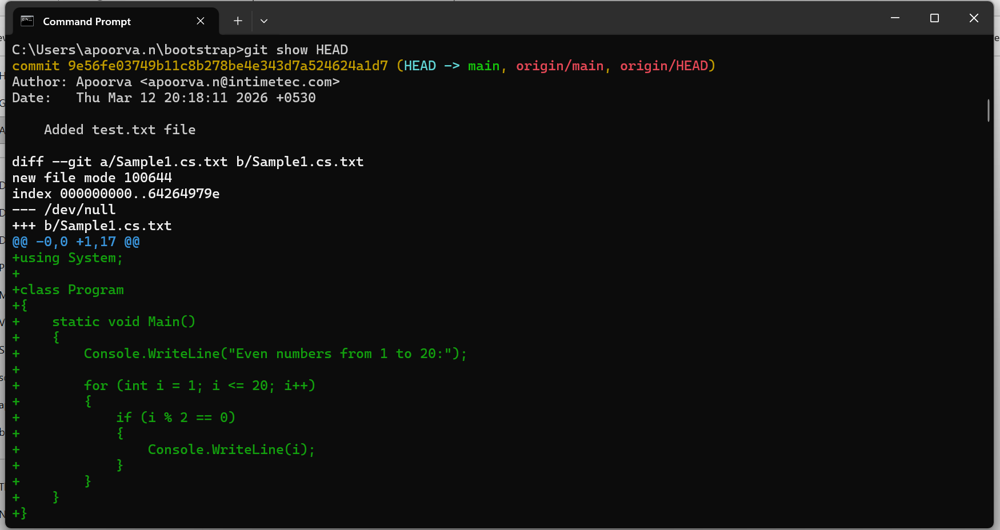 Command Prompt
C:\Users\apoorva.n\bootstrap>git show HEAD
commit 9e56fe03749b11c8b278be4e343d7a524624a1d7 (HEAD -> main, origin/main, origin/HEAD)
Author: Apoorva <apoorva.n@intimetec.com>
Date:   Thu Mar 12 20:18:11 2026 +0530

    Added test.txt file

diff --git a/Sample1.cs.txt b/Sample1.cs.txt
new file mode 100644
index 000000000..64264979e
--- /dev/null
+++ b/Sample1.cs.txt
@@ -0,0 +1,17 @@
+using System;
+
+class Program
+{
+    static void Main()
+    {
+        Console.WriteLine("Even numbers from 1 to 20:");
+
+        for (int i = 1; i <= 20; i++)
+        {
+            if (i % 2 == 0)
+            {
+                Console.WriteLine(i);
+            }
+        }
+    }
+}